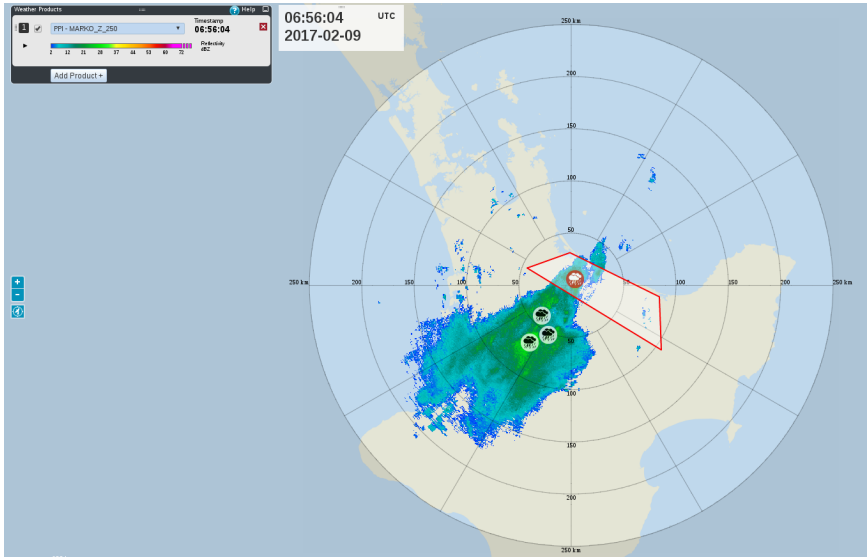 Weather Products
Help
1
PPI - MARKO_Z_250
Timestamp
06:56:04
2 12 21 28 37 44 53 60 72
Reflectivity
dBZ
Add Product +
06:56:04 UTC
2017-02-09
250 km
200
150
100
50
250 km 200 150 100 50 50 100 150 200 250 km
50
100
150
200
250 km
+
-